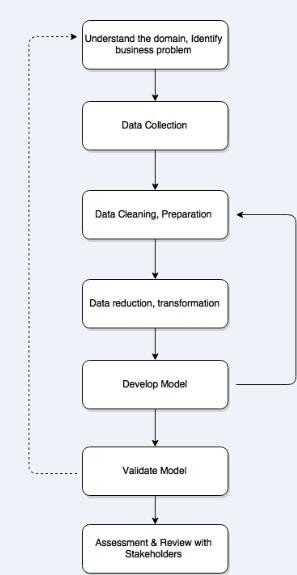 Understand the domain, Identify
business problem
Data Collection
Data Cleaning, Preparation
Data reduction, transformation
Develop Model
Validate Model
Assessment & Review with
Stakeholders